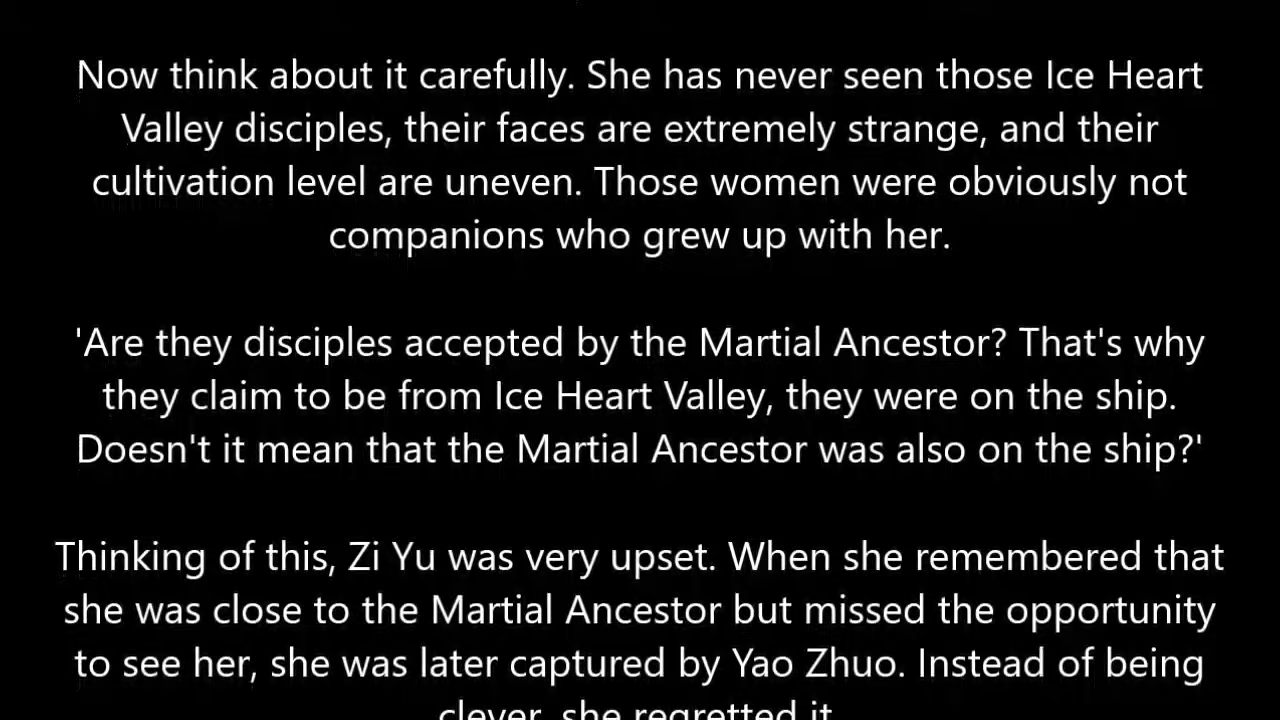 Now think about it carefully. She has never seen those Ice Heart
Valley disciples, their faces are extremely strange, and their
cultivation level are uneven. Those women were obviously not
companions who grew up with her.
'Are they disciples accepted by the Martial Ancestor? That's why
they claim to be from Ice Heart Valley, they were on the ship.
Doesn't it mean that the Martial Ancestor was also on the ship?'
Thinking of this, Zi Yu was very upset. When she remembered that
she was close to the Martial Ancestor but missed the opportunity
to see her, she was later captured by Yao Zhuo. Instead of being
clever, she regretted it.